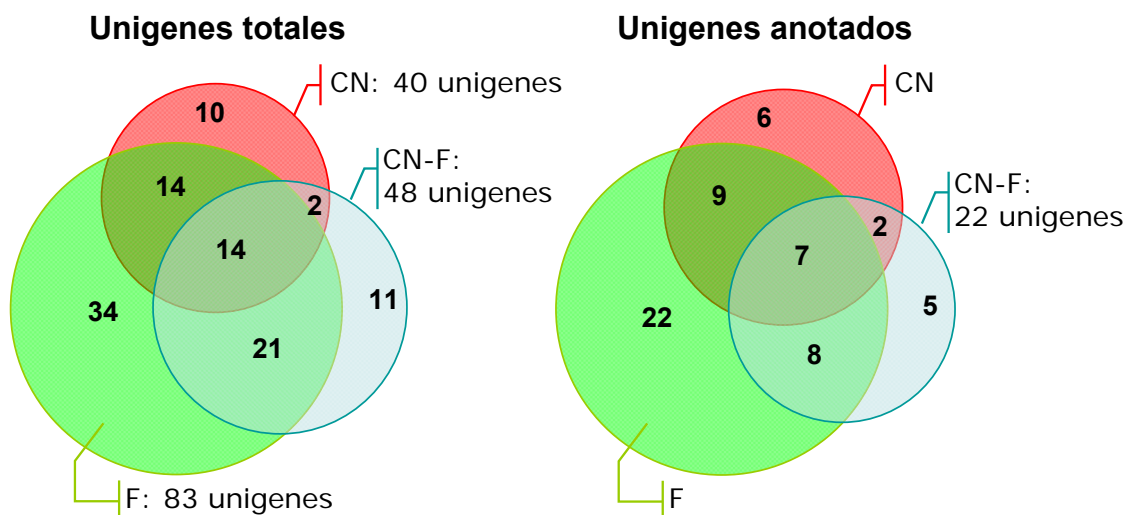 Unigenes totales
CN: 40 unigenes
10
CN-F:
48 unigenes
14
2
14
34
11
21
F: 83 unigenes
Unigenes anotados
CN
6
CN-F:
22 unigenes
9
2
7
22
5
8
F